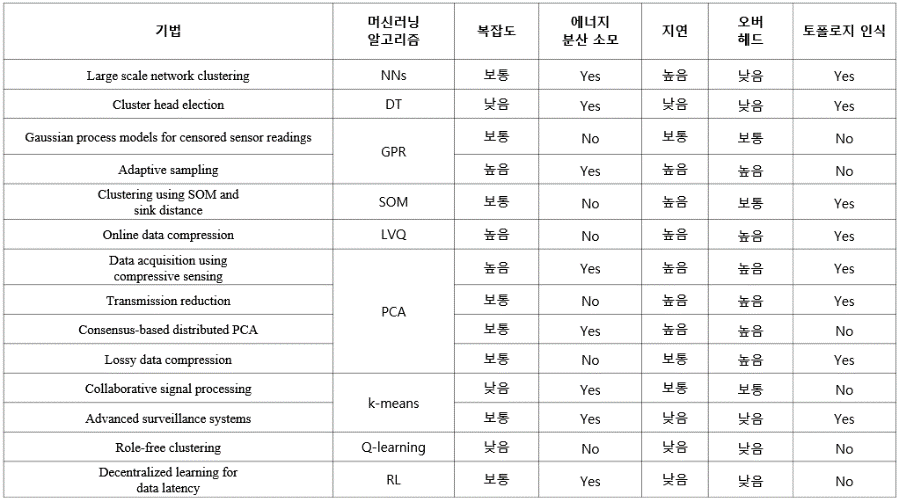 기법 머신러닝 알고리즘 복잡도 에너지 분산 소모 지연 오버 헤드 토폴로지 인식
Large scale network clustering NNs 보통 Yes 높음 낮음 Yes
Cluster head election DT 낮음 Yes 낮음 낮음 Yes
Gaussian process models for censored sensor readings GPR 보통 No 보통 보통 No
Adaptive sampling 높음 Yes 높음 높음 No
Clustering using SOM and
sink distance SOM 보통 No 높음 보통 Yes
Online data compression LVQ 높음 No 높음 높음 Yes
Data acquisition using
compressive sensing PCA 높음 Yes 높음 높음 Yes
Transmission reduction 보통 No 높음 높음 Yes
Consensus-based distributed PCA 보통 Yes 높음 높음 No
Lossy data compression 보통 No 보통 높음 Yes
Collaborative signal processing k-means 낮음 Yes 보통 보통 No
Advanced surveillance systems 보통 Yes 낮음 낮음 Yes
Role-free clustering Q-learning 낮음 No 낮음 낮음 No
Decentralized learning for
data latency RL 보통 Yes 낮음 낮음 No